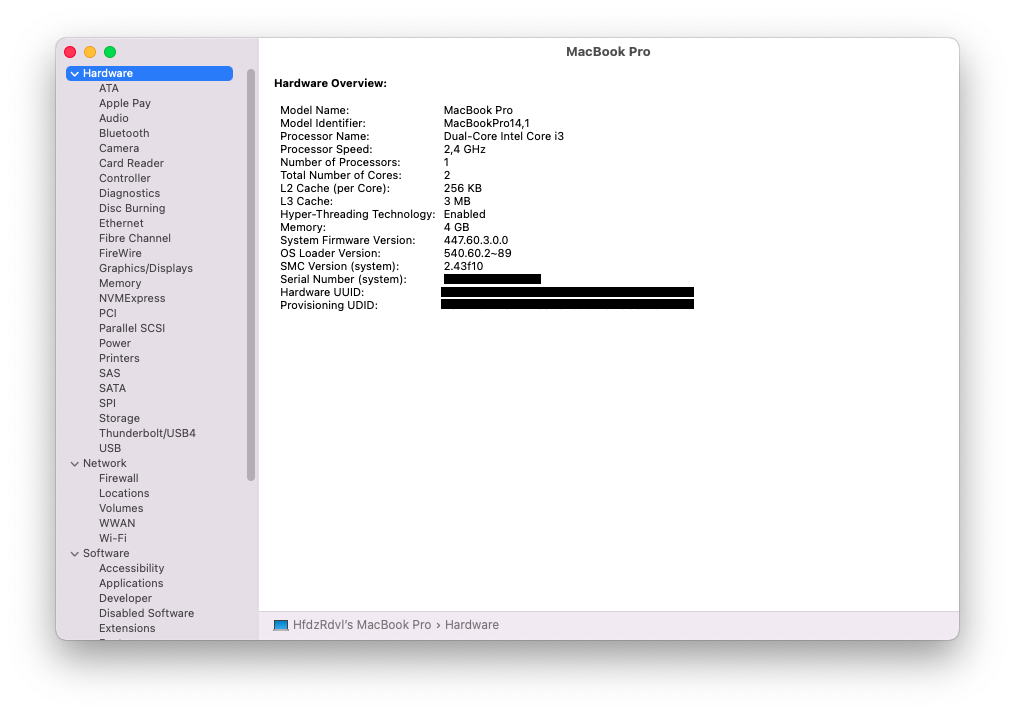 MacBook Pro
Hardware
ATA
Apple Pay
Audio
Bluetooth
Camera
Card Reader
Controller
Diagnostics
Disc Burning
Ethernet
Fibre Channel
FireWire
Graphics/Displays
Memory
NVMExpress
PCI
Parallel SCSI
Power
Printers
SAS
SATA
SPI
Storage
Thunderbolt/USB4
USB
Network
Firewall
Locations
Volumes
WWAN
Wi-Fi
Software
Accessibility
Applications
Developer
Disabled Software
Extensions
Hardware Overview:
Model Name: MacBook Pro
Model Identifier: MacBookPro14,1
Processor Name: Dual-Core Intel Core i3
Processor Speed: 2,4 GHz
Number of Processors: 1
Total Number of Cores: 2
L2 Cache (per Core): 256 KB
L3 Cache: 3 MB
Hyper-Threading Technology: Enabled
Memory: 4 GB
System Firmware Version: 447.60.3.0.0
OS Loader Version: 540.60.2~89
SMC Version (system): 2.43f10
Serial Number (system):
Hardware UUID:
Provisioning UDID:
HfdzRdvl's MacBook Pro › Hardware